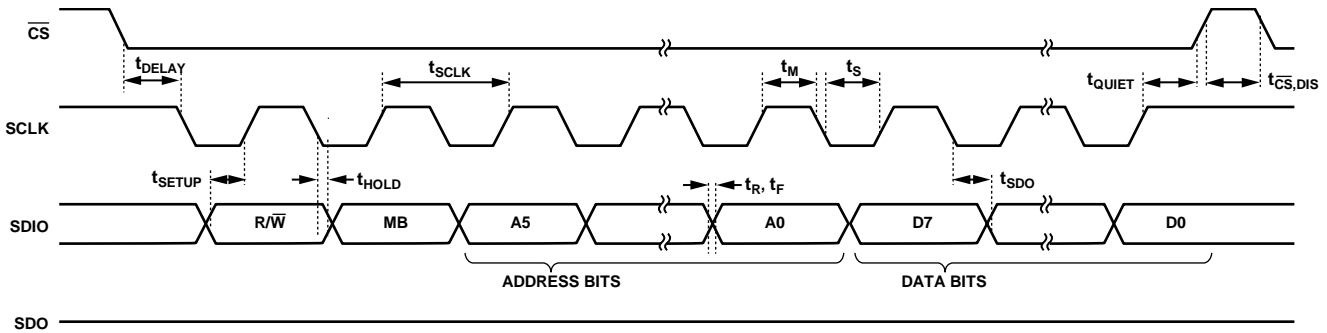 CS
tDELAY
tSCLK
tM
tS
tQUIET
tCS,DIS
SCLK
tSETUP
tHOLD
tR, tF
tSDO
SDIO
R/W
MB
A5
A0
D7
D0
ADDRESS BITS
DATA BITS
SDO